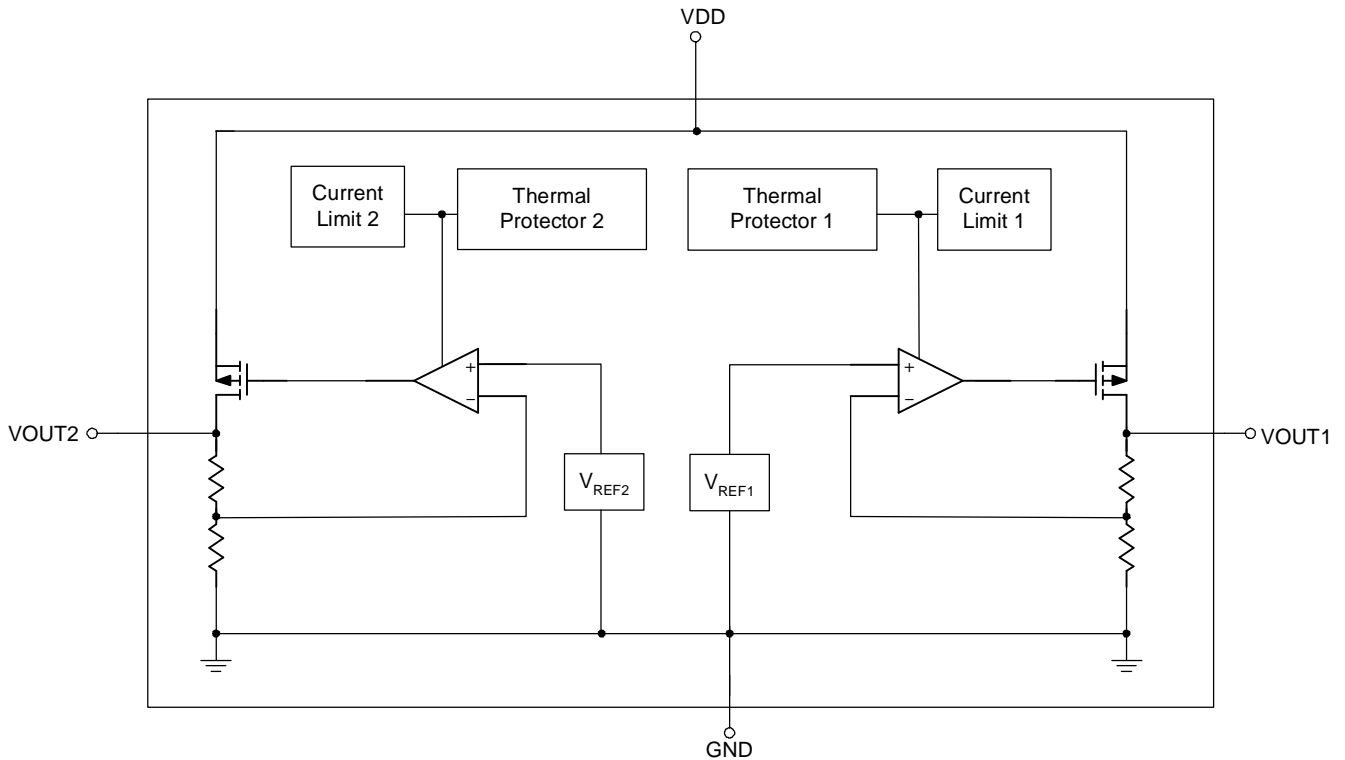 VDD
Current
Limit 2
Thermal
Protector 2
Thermal
Protector 1
Current
Limit 1
+
−
+
−
VOUT2
VOUT1
VREF2
VREF1
GND